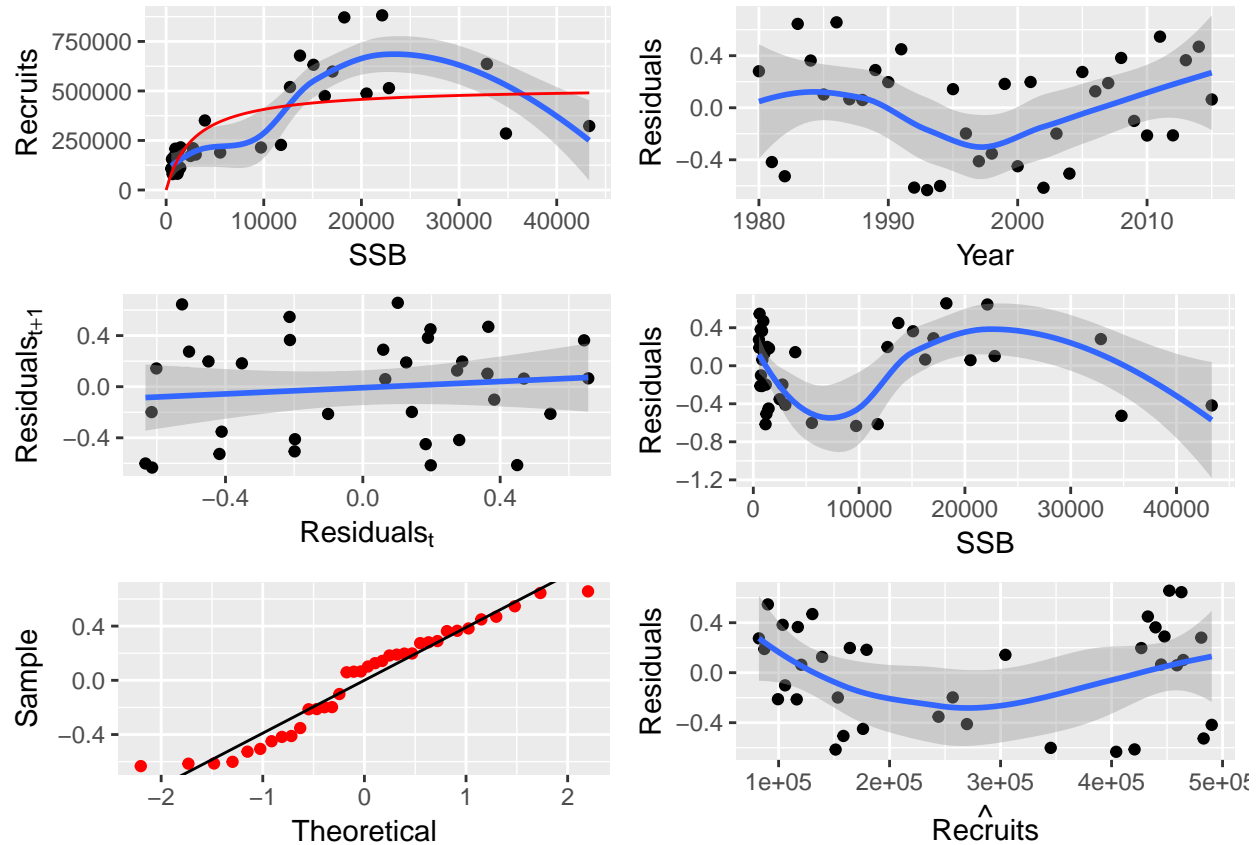 Recruits
750000
500000
250000
0
0 10000 20000 30000 40000
SSB
Residuals
0.4
0.0
−0.4
1980 1990 2000 2010
Year
Residuals_{t+1}
0.4
0.0
−0.4
−0.4 0.0 0.4
Residuals_t
Residuals
0.4
0.0
−0.4
−0.8
−1.2
0 10000 20000 30000 40000
SSB
Sample
0.4
0.0
−0.4
−2 −1 0 1 2
Theoretical
Residuals
0.4
0.0
−0.4
1e+05 2e+05 3e+05 4e+05 5e+05
^
Recruits